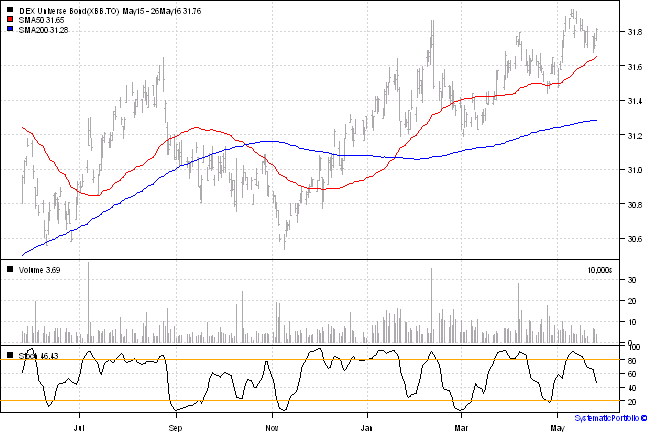 DEX Universe Bond(XBB.TO) May15 - 26May16 31.76
SMA50 31.65
SMA200 31.28
31.8
31.6
31.4
31.2
31.0
30.8
30.6
Volume 3.69
10,000s
30
20
10
0
100
Stoch 46.43
80
60
40
20
Jul Sep Nov Jan Mar May
SystematicPortfolio ©